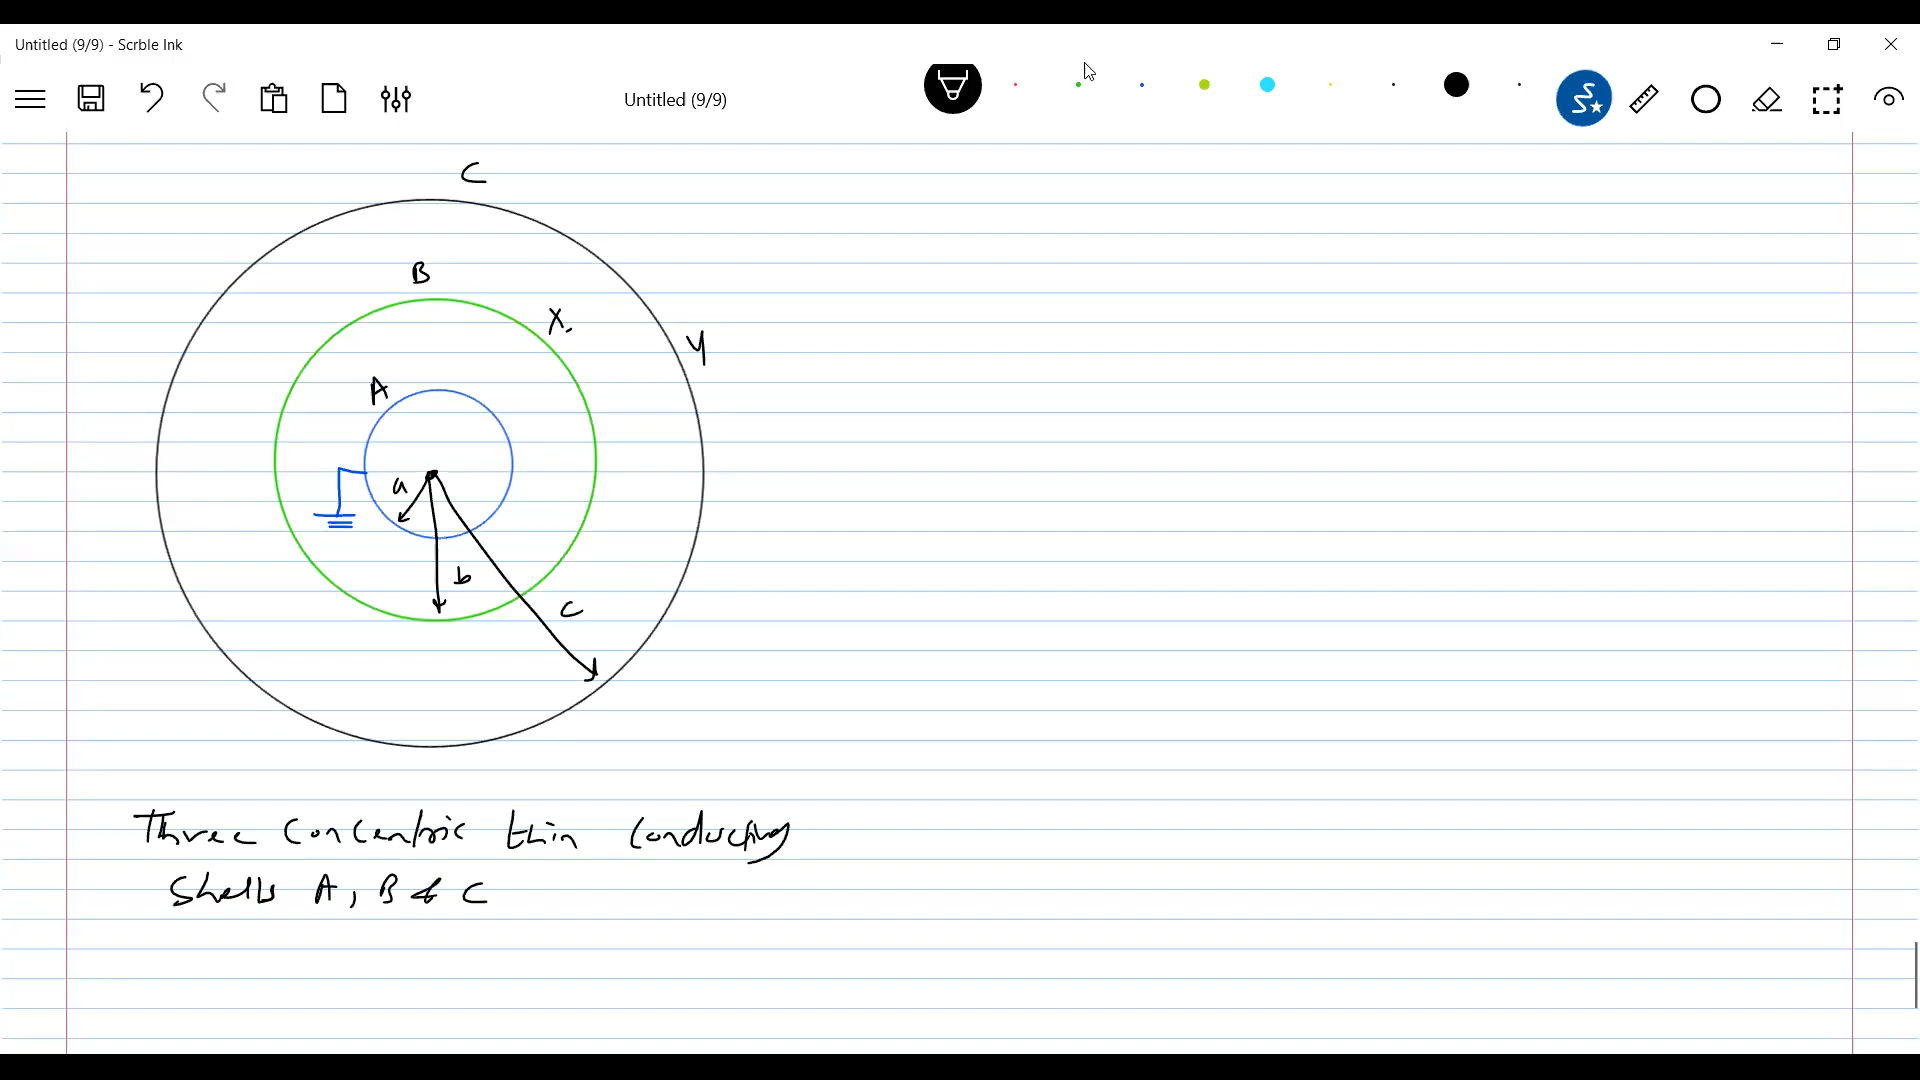 Untitled (9/9) - Scrble Ink
Untitled (9/9)
C
B
X.
Y
A
a
b
c
Three concentric thin conducting
shells A, B & C